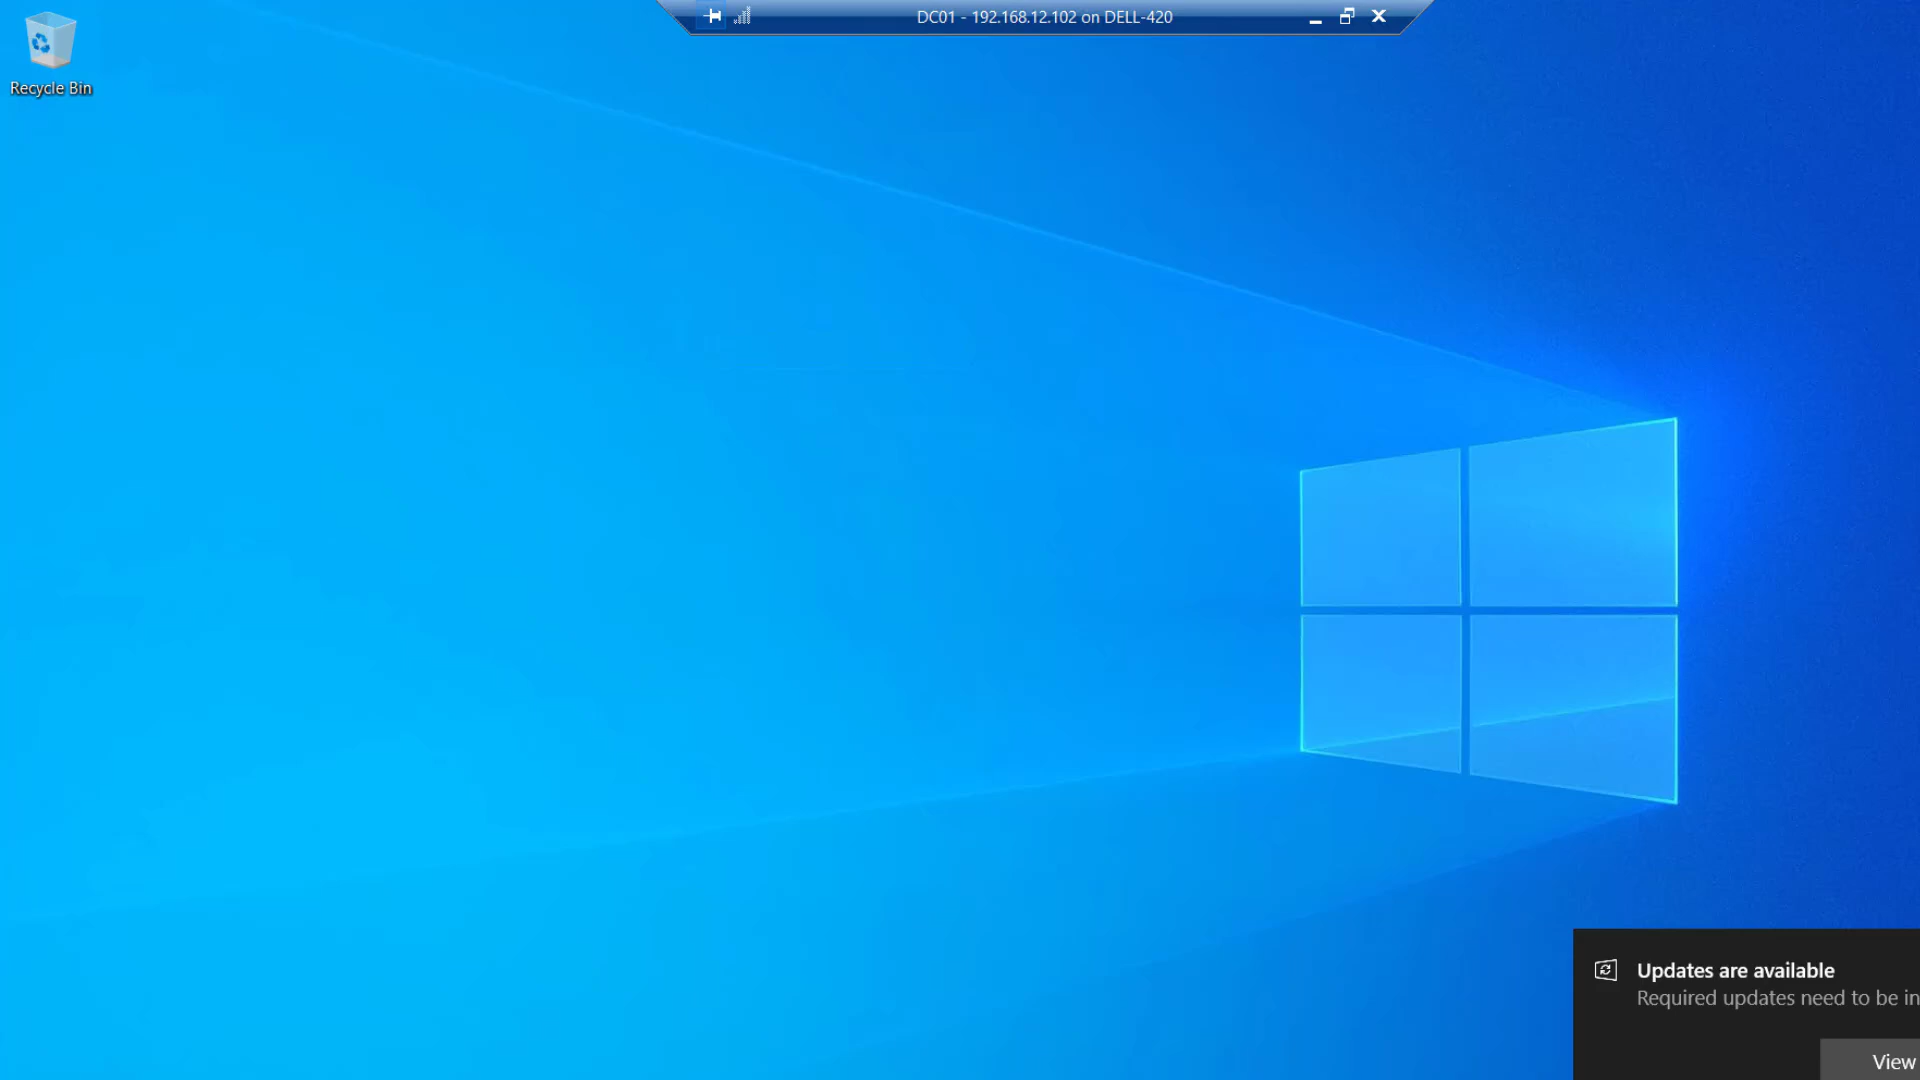 DC01 - 192.168.12.102 on DELL-420
Recycle Bin
Updates are available
Required updates need to be in
View